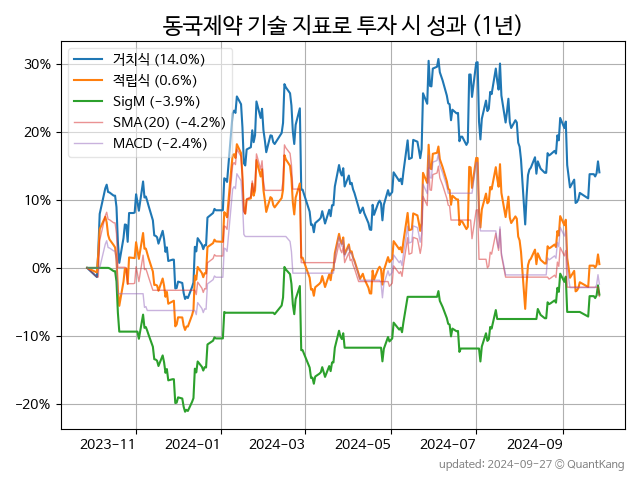 동국제약 기술 지표로 투자 시 성과 (1년)
거치식 (14.0%)
적립식 (0.6%)
SigM (−3.9%)
SMA(20) (−4.2%)
MACD (−2.4%)
30%
20%
10%
0%
−10%
−20%
2023−11
2024−01
2024−03
2024−05
2024−07
2024−09
updated: 2024−09−27 © QuantKang